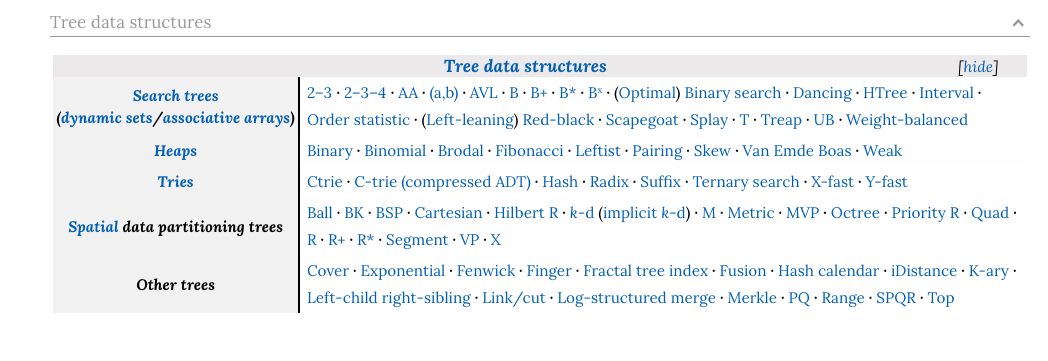 Tree data structures
Tree data structures [hide]
Search trees
(dynamic sets/associative arrays)
2–3 · 2–3–4 · AA · (a,b) · AVL · B · B+ · B* · Bˣ · (Optimal) Binary search · Dancing · HTree · Interval ·
Order statistic · (Left-leaning) Red-black · Scapegoat · Splay · T · Treap · UB · Weight-balanced
Heaps
Binary · Binomial · Brodal · Fibonacci · Leftist · Pairing · Skew · Van Emde Boas · Weak
Tries
Ctrie · C-trie (compressed ADT) · Hash · Radix · Suffix · Ternary search · X-fast · Y-fast
Spatial data partitioning trees
Ball · BK · BSP · Cartesian · Hilbert R · k-d (implicit k-d) · M · Metric · MVP · Octree · Priority R · Quad ·
R · R+ · R* · Segment · VP · X
Other trees
Cover · Exponential · Fenwick · Finger · Fractal tree index · Fusion · Hash calendar · iDistance · K-ary ·
Left-child right-sibling · Link/cut · Log-structured merge · Merkle · PQ · Range · SPQR · Top